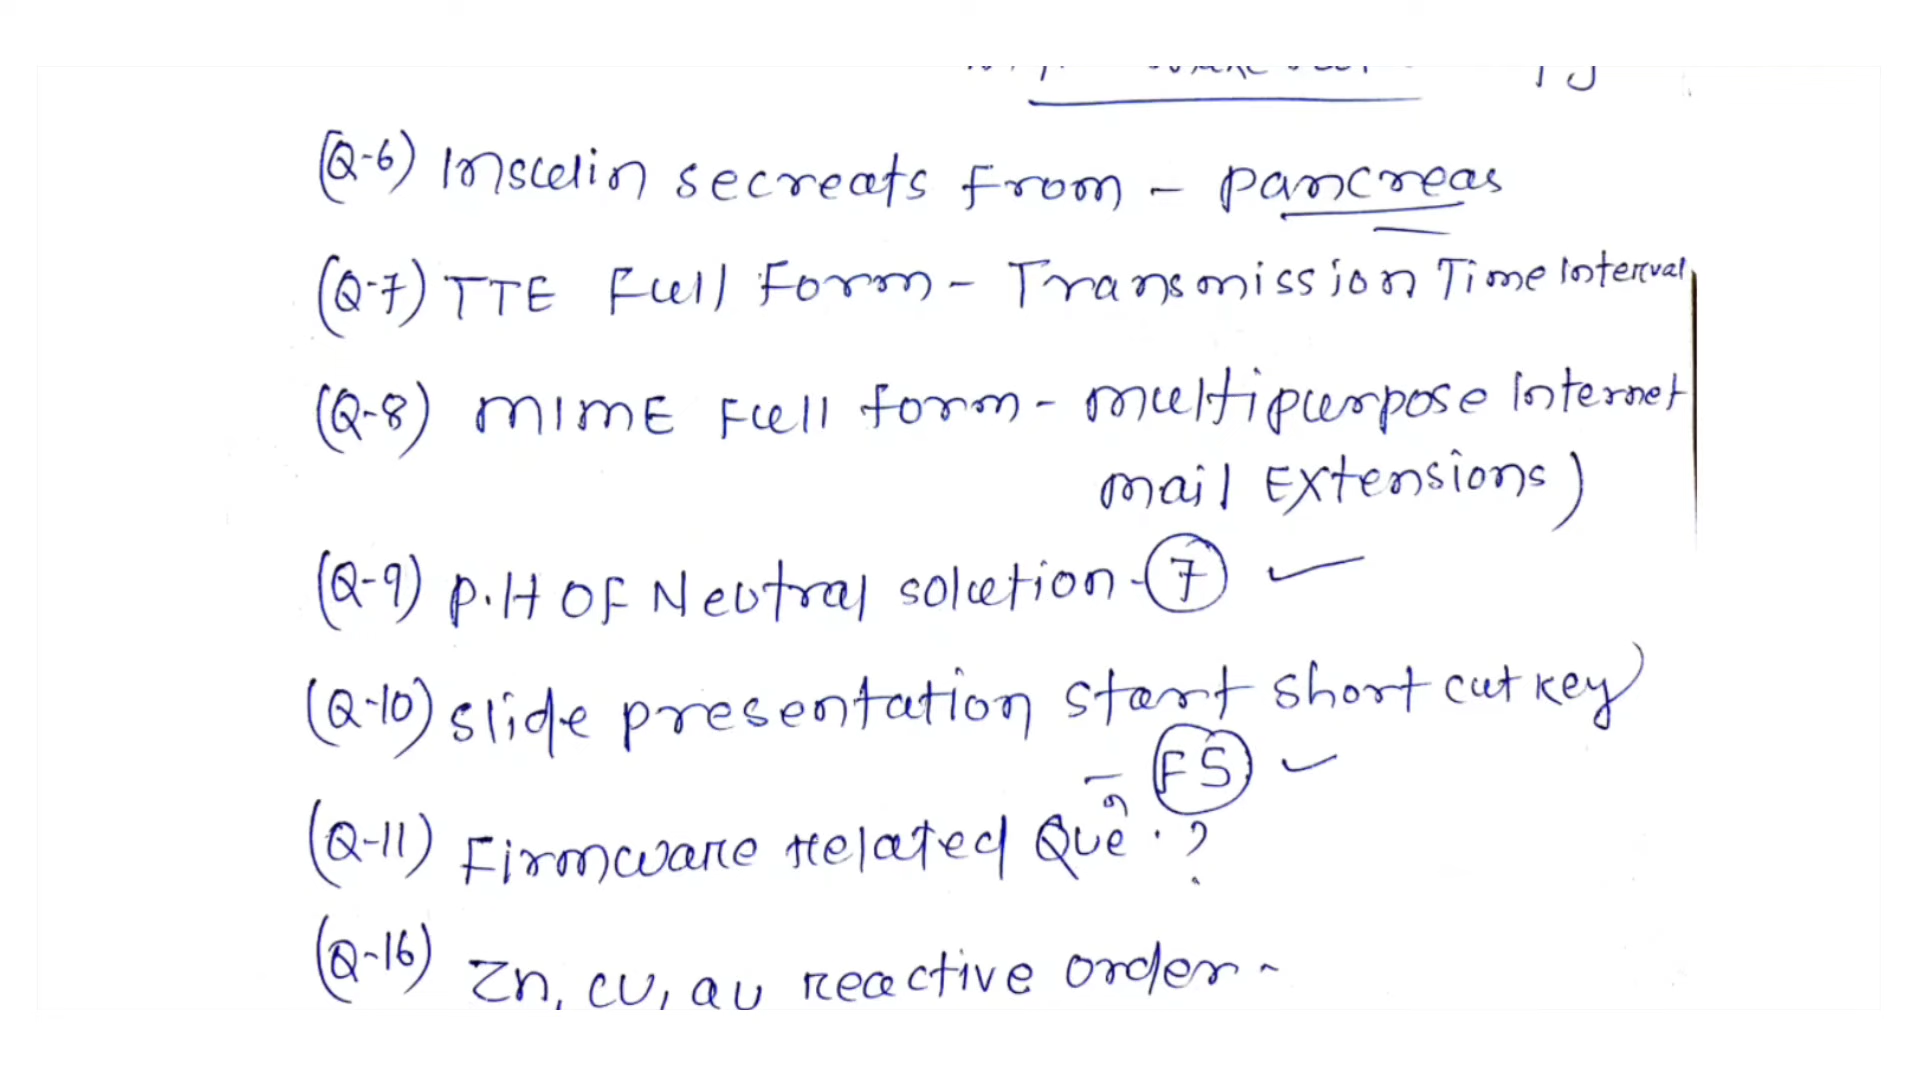 (Q-6) Insulin secreats from - pancreas
(Q-7) TTE Full Form - Transmission Time Interval
(Q-8) MIME Full form - multipurpose Internet
mail Extensions)
(Q-9) P.H OF Neutral solution - 7
(Q-10) slide presentation start short cut key
- F5
(Q-11) Firmware related Que . ?
(Q-16) Zn, cu, au reactive order -